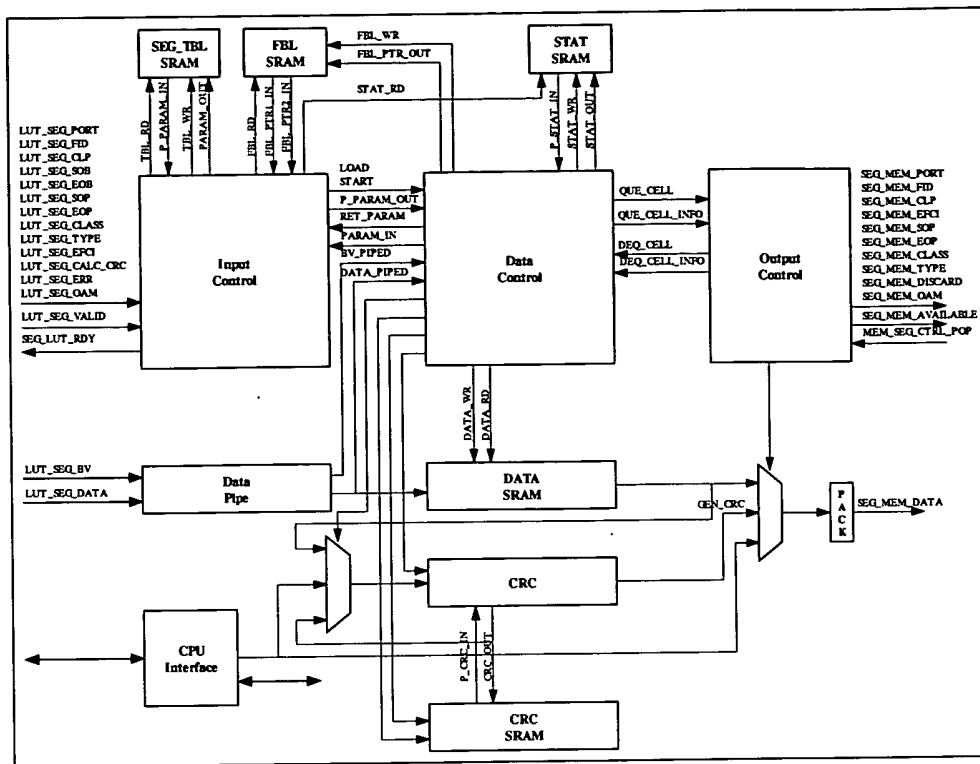 SEG_TBL
SRAM
FBL
SRAM
FBL_WR
FBL_PTR_OUT
STAT
SRAM
STAT_RD
TBL_RD
P_PARAM_IN
TBL_WR
PARAM_OUT
FBL_RD
FBL_PTR1_IN
FBL_PTR2_IN
P_STAT_IN
STAT_WR
STAT_OUT
LUT_SEQ_PORT
LUT_SEQ_FID
LUT_SEQ_CLP
LUT_SEQ_SOB
LUT_SEQ_EOB
LUT_SEQ_SOP
LUT_SEQ_EOP
LUT_SEQ_CLASS
LUT_SEQ_TYPE
LUT_SEQ_EFCI
LUT_SEQ_CALC_CRC
LUT_SEQ_ERR
LUT_SEQ_OAM
LUT_SEQ_VALID
SEQ_LUT_RDY
Input
Control
LOAD
START
P_PARAM_OUT
RET_PARAM
PARAM_IN
BV_PIPED
DATA_PIPED
Data
Control
QUE_CELL
QUE_CELL_INFO
DEQ_CELL
DEQ_CELL_INFO
Output
Control
SEQ_MEM_PORT
SEQ_MEM_FID
SEQ_MEM_CLP
SEQ_MEM_EFCI
SEQ_MEM_SOP
SEQ_MEM_EOP
SEQ_MEM_CLASS
SEQ_MEM_TYPE
SEQ_MEM_DISCARD
SEQ_MEM_OAM
SEQ_MEM_AVAILABLE
MEM_SEQ_CTRL_POP
DATA_WR
DATA_RD
LUT_SEQ_BV
LUT_SEQ_DATA
Data
Pipe
DATA
SRAM
GEN_CRC
PACK
SEQ_MEM_DATA
CRC
P_CRC_IN
CRC_OUT
CPU
Interface
CRC
SRAM